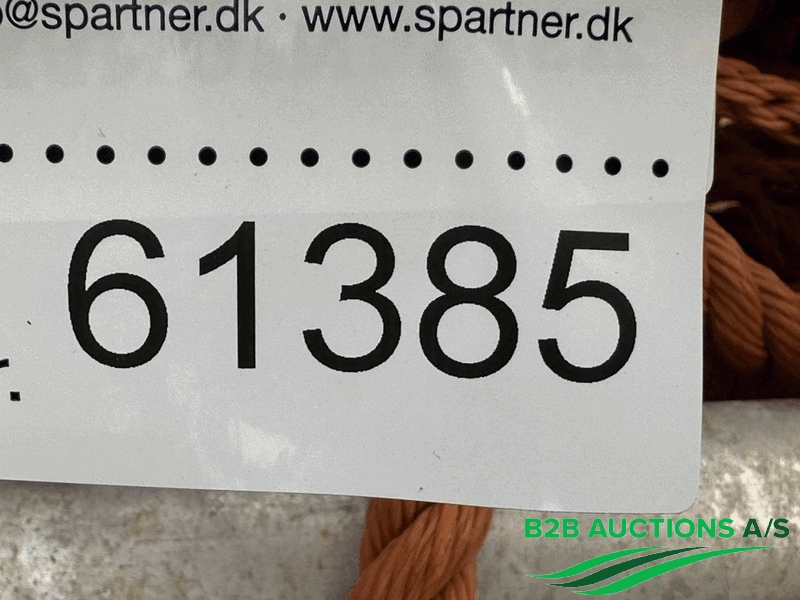 @spartner.dk · www.spartner.dk
61385
r.
B2B AUCTIONS A/S